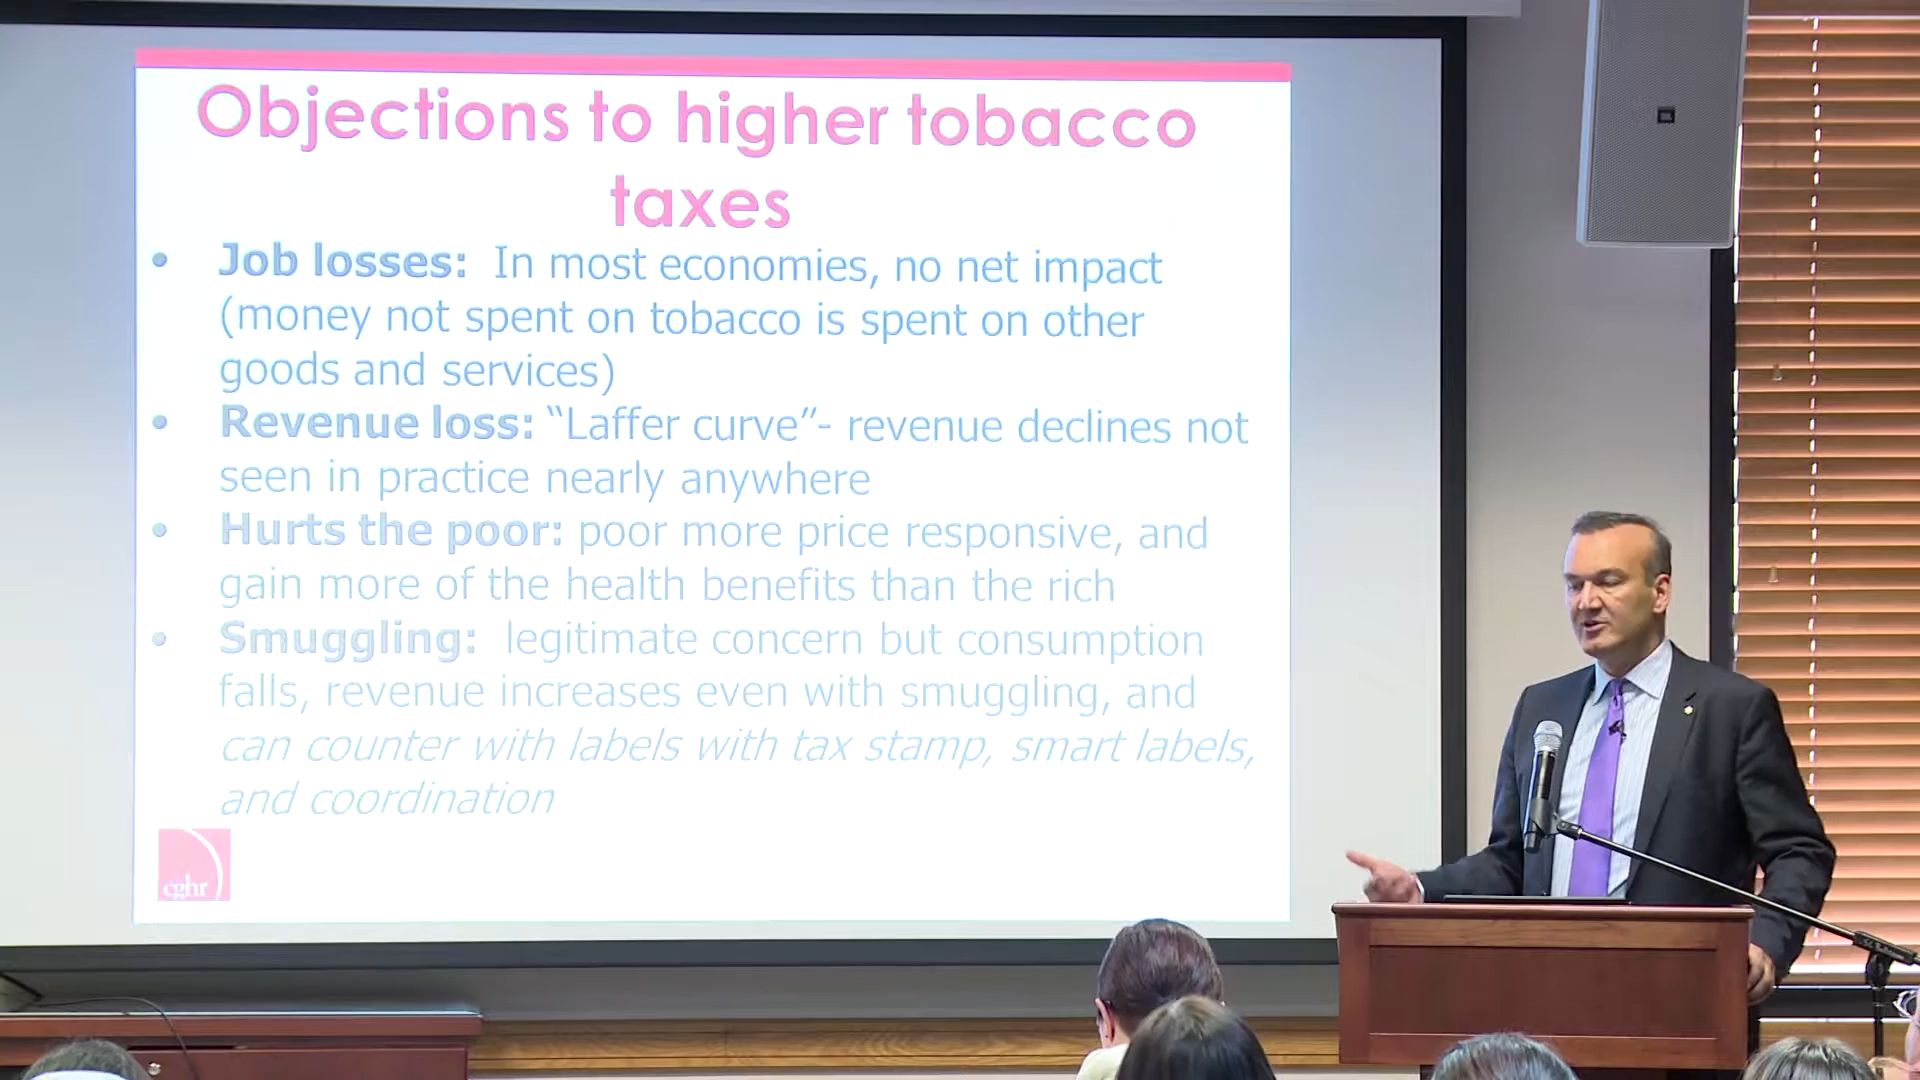 Objections to higher tobacco
taxes
• Job losses: In most economies, no net impact
(money not spent on tobacco is spent on other
goods and services)
• Revenue loss: “Laffer curve”- revenue declines not
seen in practice nearly anywhere
• Hurts the poor: poor more price responsive, and
gain more of the health benefits than the rich
• Smuggling: legitimate concern but consumption
falls, revenue increases even with smuggling, and
can counter with labels with tax stamp, smart labels,
and coordination
cghr